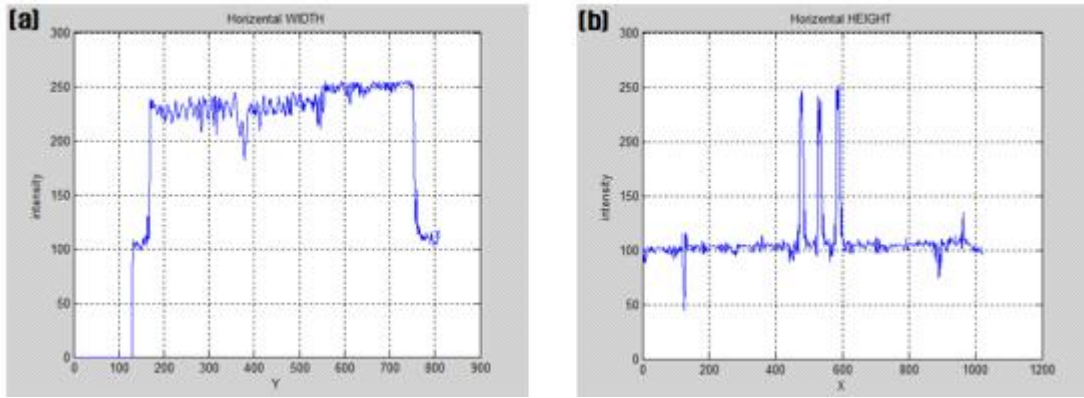 (a)
Horizental WIDTH
300
250
200
150
100
50
0
intensity
0 100 200 300 400 500 600 700 800 900
Y
(b)
Horizental HEIGHT
300
250
200
150
100
50
0
intensity
0 200 400 600 800 1000 1200
X